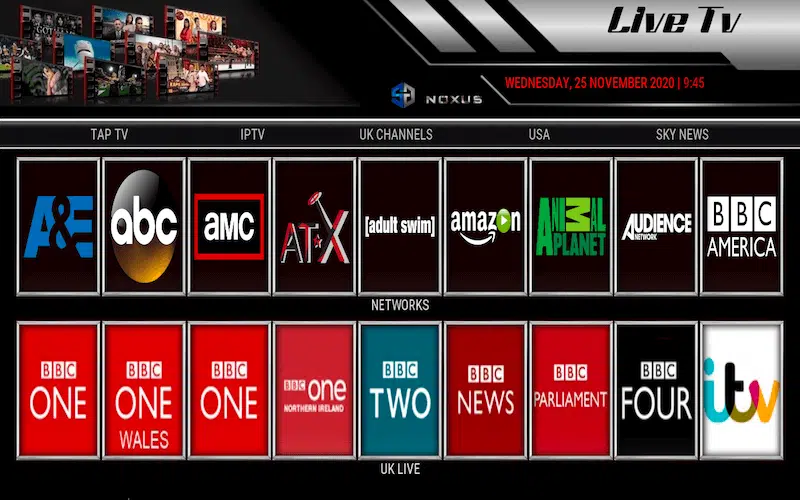 Live Tv
GOTHAM
NOXUS
WEDNESDAY, 25 NOVEMBER 2020 | 9:45
TAP TV
IPTV
UK CHANNELS
USA
SKY NEWS
A&E
abc
aMC
AT-X
[adult swim]
amazon
ANIMAL
PLANET
AUDIENCE
NETWORK
BBC
AMERICA
NETWORKS
BBC
ONE
BBC
ONE
WALES
BBC
ONE
BBC one
NORTHERN IRELAND
BBC
TWO
BBC
NEWS
BBC
PARLIAMENT
BBC
FOUR
itv
UK LIVE